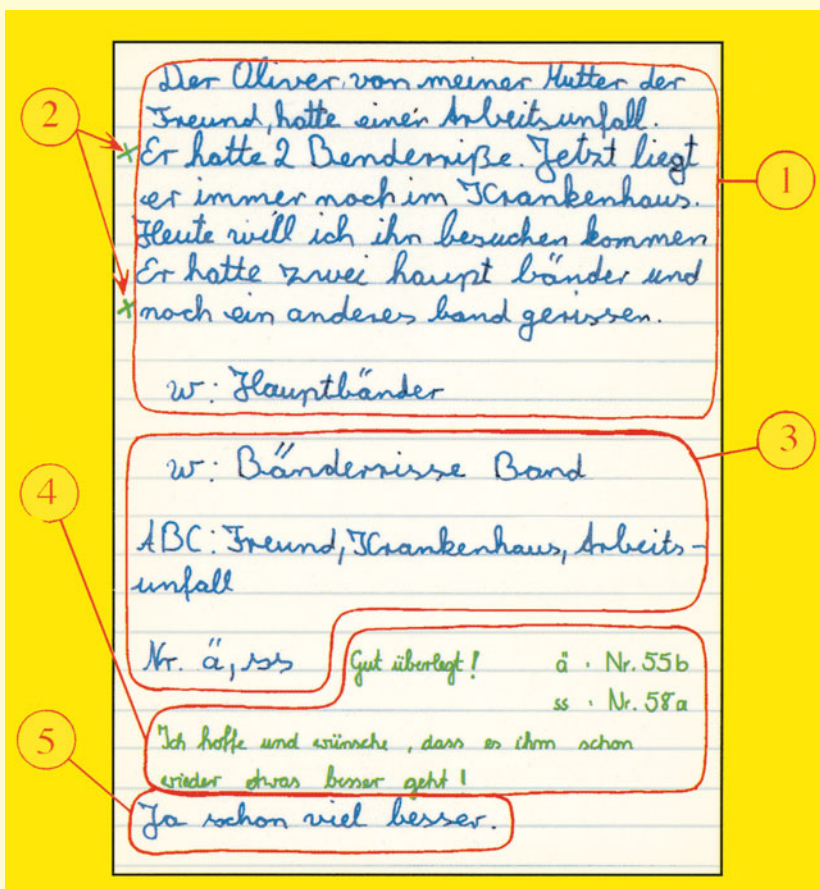 Der Oliver, von meiner Mutter der
2
Freund, hatte einen Arbeitsunfall.
Er hatte 2 Benderriße. Jetzt liegt
1
er immer noch im Krankenhaus.
Heute will ich ihn besuchen kommen
Er hatte zwei haupt bänder und
noch ein anderes band gerissen.
w: Hauptbänder
3
w: Bänderrisse Band
4
ABC: Freund, Krankenhaus, Arbeits-
unfall
Nr. ä, ss Gut überlegt! ä . Nr. 55b
ss . Nr. 58a
Ich hoffe und wünsche, dass es ihm schon
5
wieder etwas besser geht!
Ja schon viel besser.